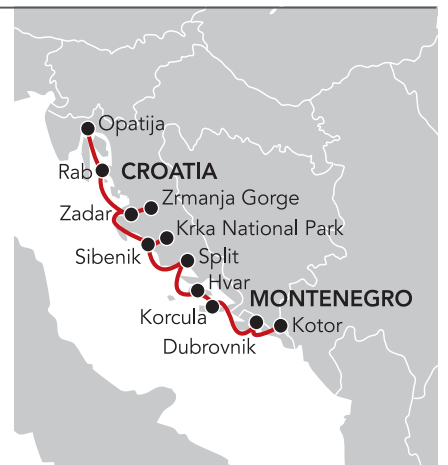 Opatija
Rab
CROATIA
Zrmanja Gorge
Zadar
Krka National Park
Sibenik
Split
Hvar
MONTENEGRO
Korcula
Kotor
Dubrovnik